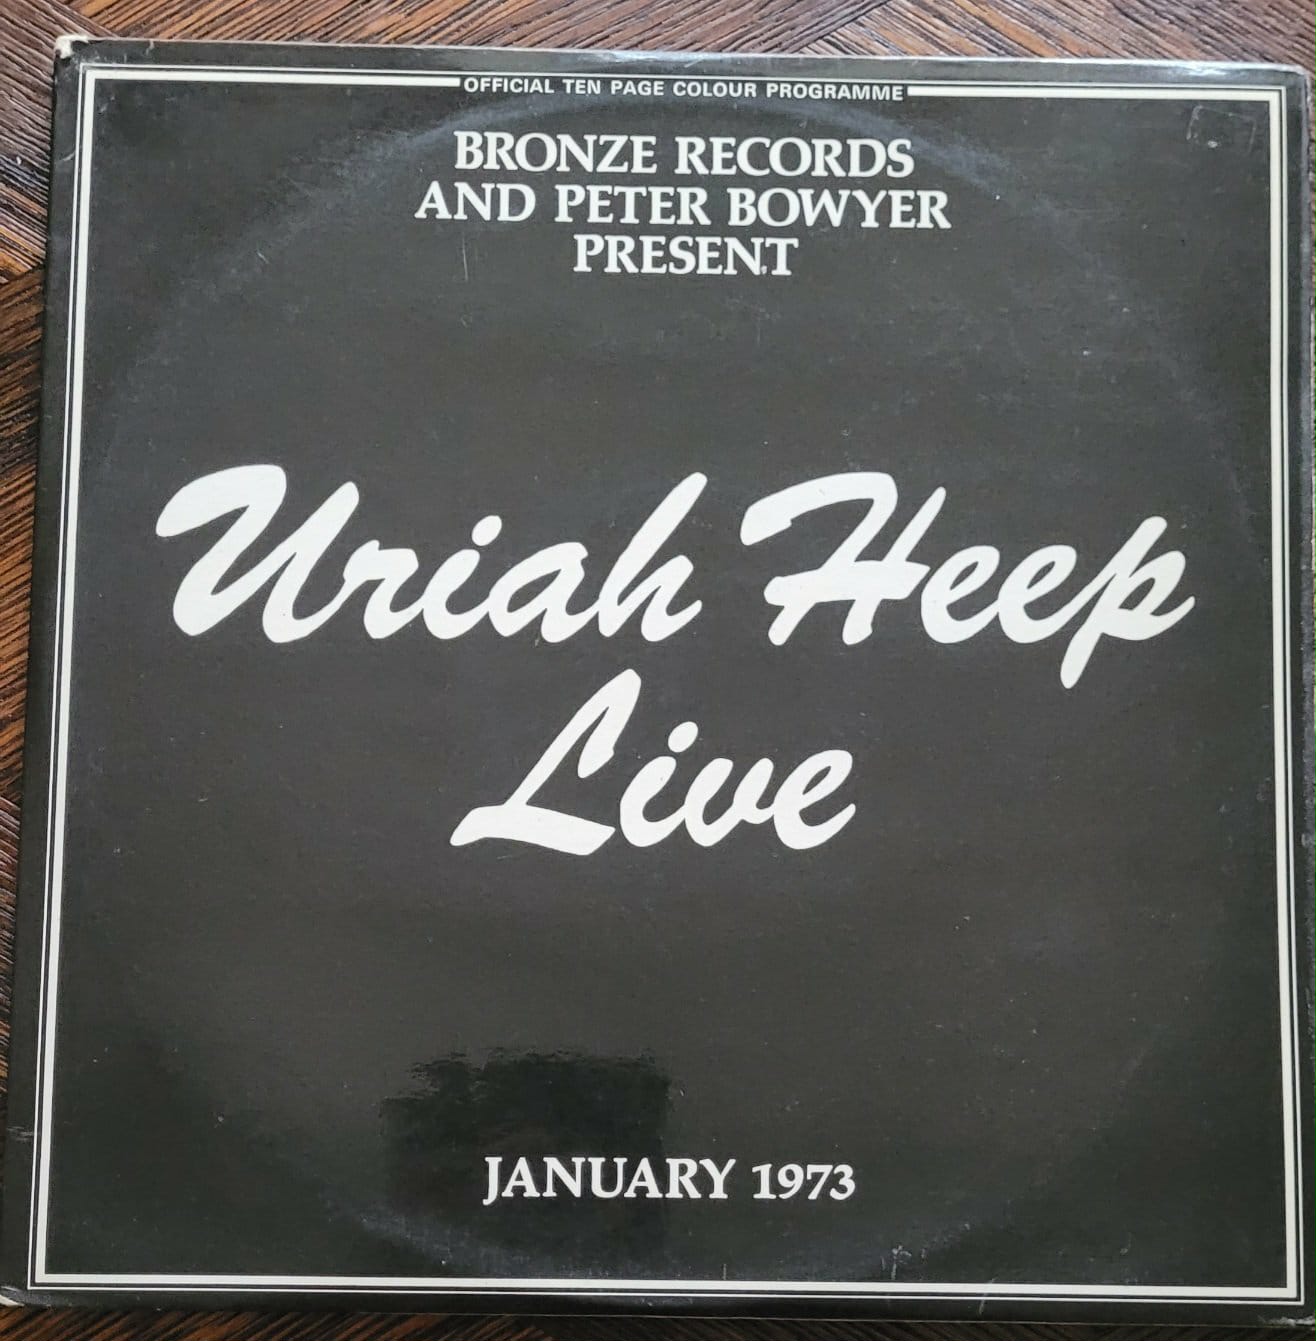 OFFICIAL TEN PAGE COLOUR PROGRAMME
BRONZE RECORDS
AND PETER BOWYER
PRESENT
Uriah Heep
Live
JANUARY 1973